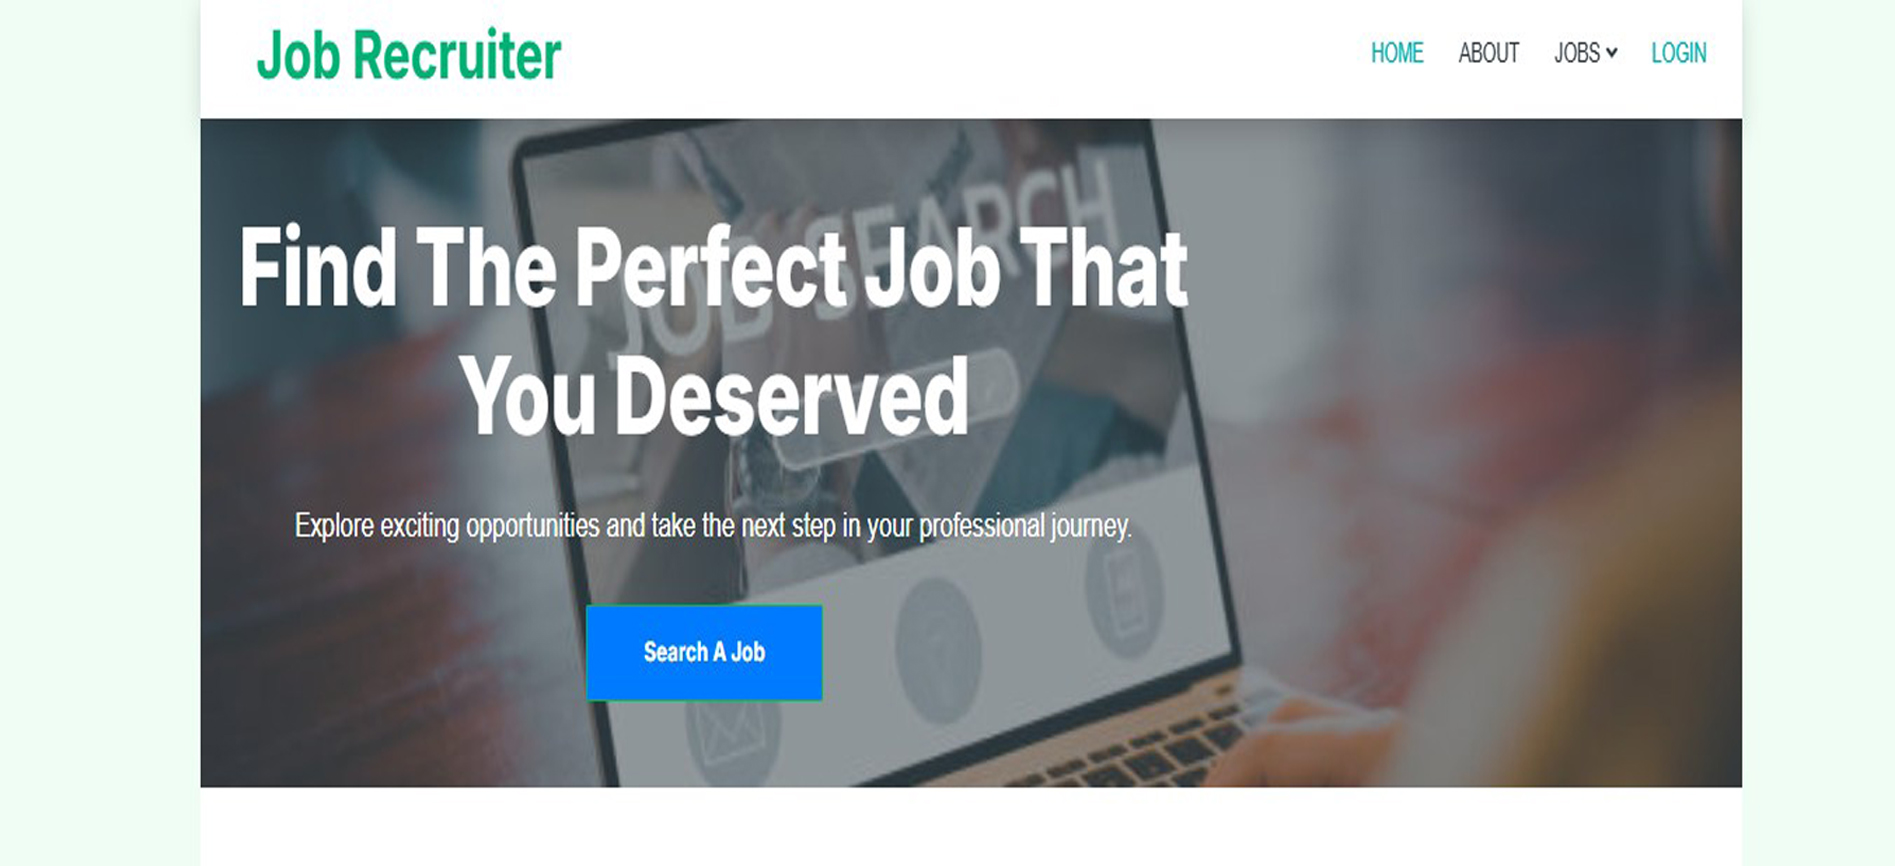 Job Recruiter
HOME ABOUT JOBS LOGIN
JOB SEARCH
Find The Perfect Job That
You Deserved
Explore exciting opportunities and take the next step in your professional journey.
Search A Job